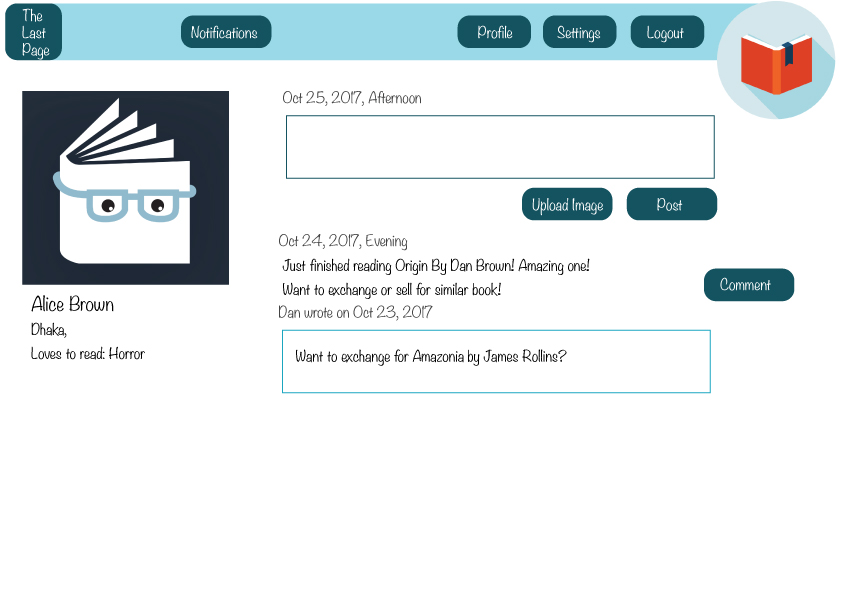 The
Last
Page
Notifications
Profile
Settings
Logout
Oct 25, 2017, Afternoon
Upload Image
Post
Oct 24, 2017, Evening
Just finished reading Origin By Dan Brown! Amazing one!
Want to exchange or sell for similar book!
Comment
Dan wrote on Oct 23, 2017
Want to exchange for Amazonia by James Rollins?
Alice Brown
Dhaka,
Loves to read: Horror